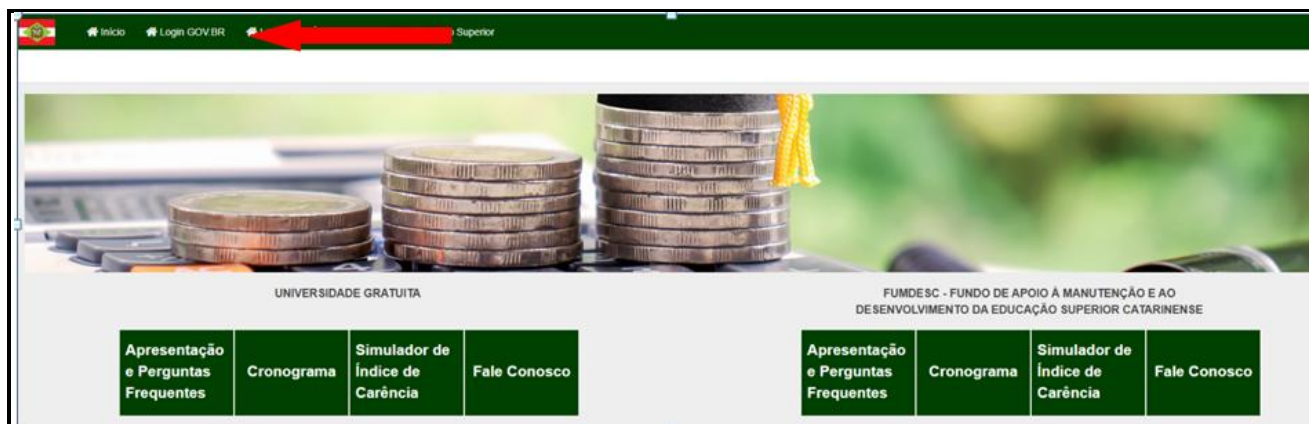 Início Login GOV.BR Superior
UNIVERSIDADE GRATUITA
Apresentação
e Perguntas
Frequentes
Cronograma
Simulador de
Índice de
Carência
Fale Conosco
FUMDESC - FUNDO DE APOIO À MANUTENÇÃO E AO
DESENVOLVIMENTO DA EDUCAÇÃO SUPERIOR CATARINENSE
Apresentação
e Perguntas
Frequentes
Cronograma
Simulador de
Índice de
Carência
Fale Conosco